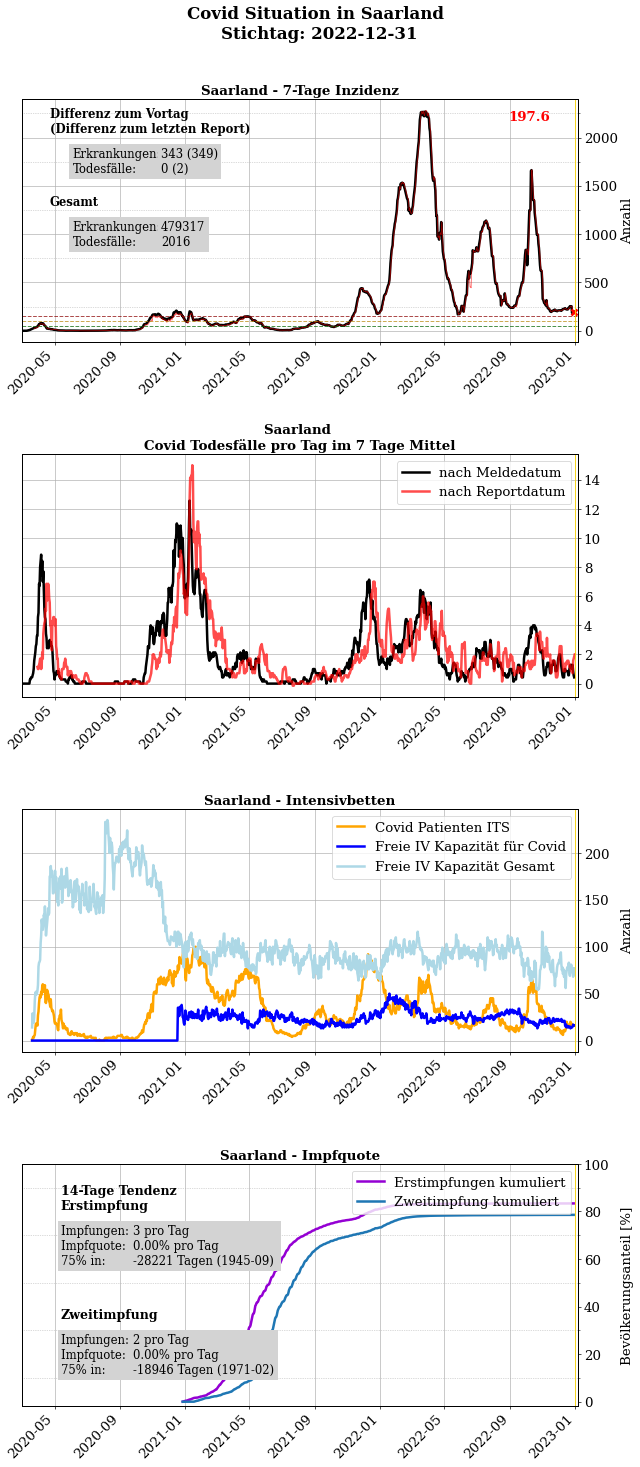 Covid Situation in Saarland
Stichtag: 2022-12-31
Saarland - 7-Tage Inzidenz
Differenz zum Vortag
(Differenz zum letzten Report)
Erkrankungen 343 (349)
Todesfälle: 0 (2)
Gesamt
Erkrankungen 479317
Todesfälle: 2016
197.6
2000
1500
1000
500
0
Anzahl
2020-05
2020-09
2021-01
2021-05
2021-09
2022-01
2022-05
2022-09
2023-01
Saarland
Covid Todesfälle pro Tag im 7 Tage Mittel
nach Meldedatum
nach Reportdatum
14
12
10
8
6
4
2
0
2020-05
2020-09
2021-01
2021-05
2021-09
2022-01
2022-05
2022-09
2023-01
Saarland - Intensivbetten
Covid Patienten ITS
Freie IV Kapazität für Covid
Freie IV Kapazität Gesamt
200
150
100
50
0
Anzahl
2020-05
2020-09
2021-01
2021-05
2021-09
2022-01
2022-05
2022-09
2023-01
Saarland - Impfquote
14-Tage Tendenz
Erstimpfung
Impfungen: 3 pro Tag
Impfquote: 0.00% pro Tag
75% in: -28221 Tagen (1945-09)
Zweitimpfung
Impfungen: 2 pro Tag
Impfquote: 0.00% pro Tag
75% in: -18946 Tagen (1971-02)
Erstimpfungen kumuliert
Zweitimpfung kumuliert
100
80
60
40
20
0
Bevölkerungsanteil [%]
2020-05
2020-09
2021-01
2021-05
2021-09
2022-01
2022-05
2022-09
2023-01